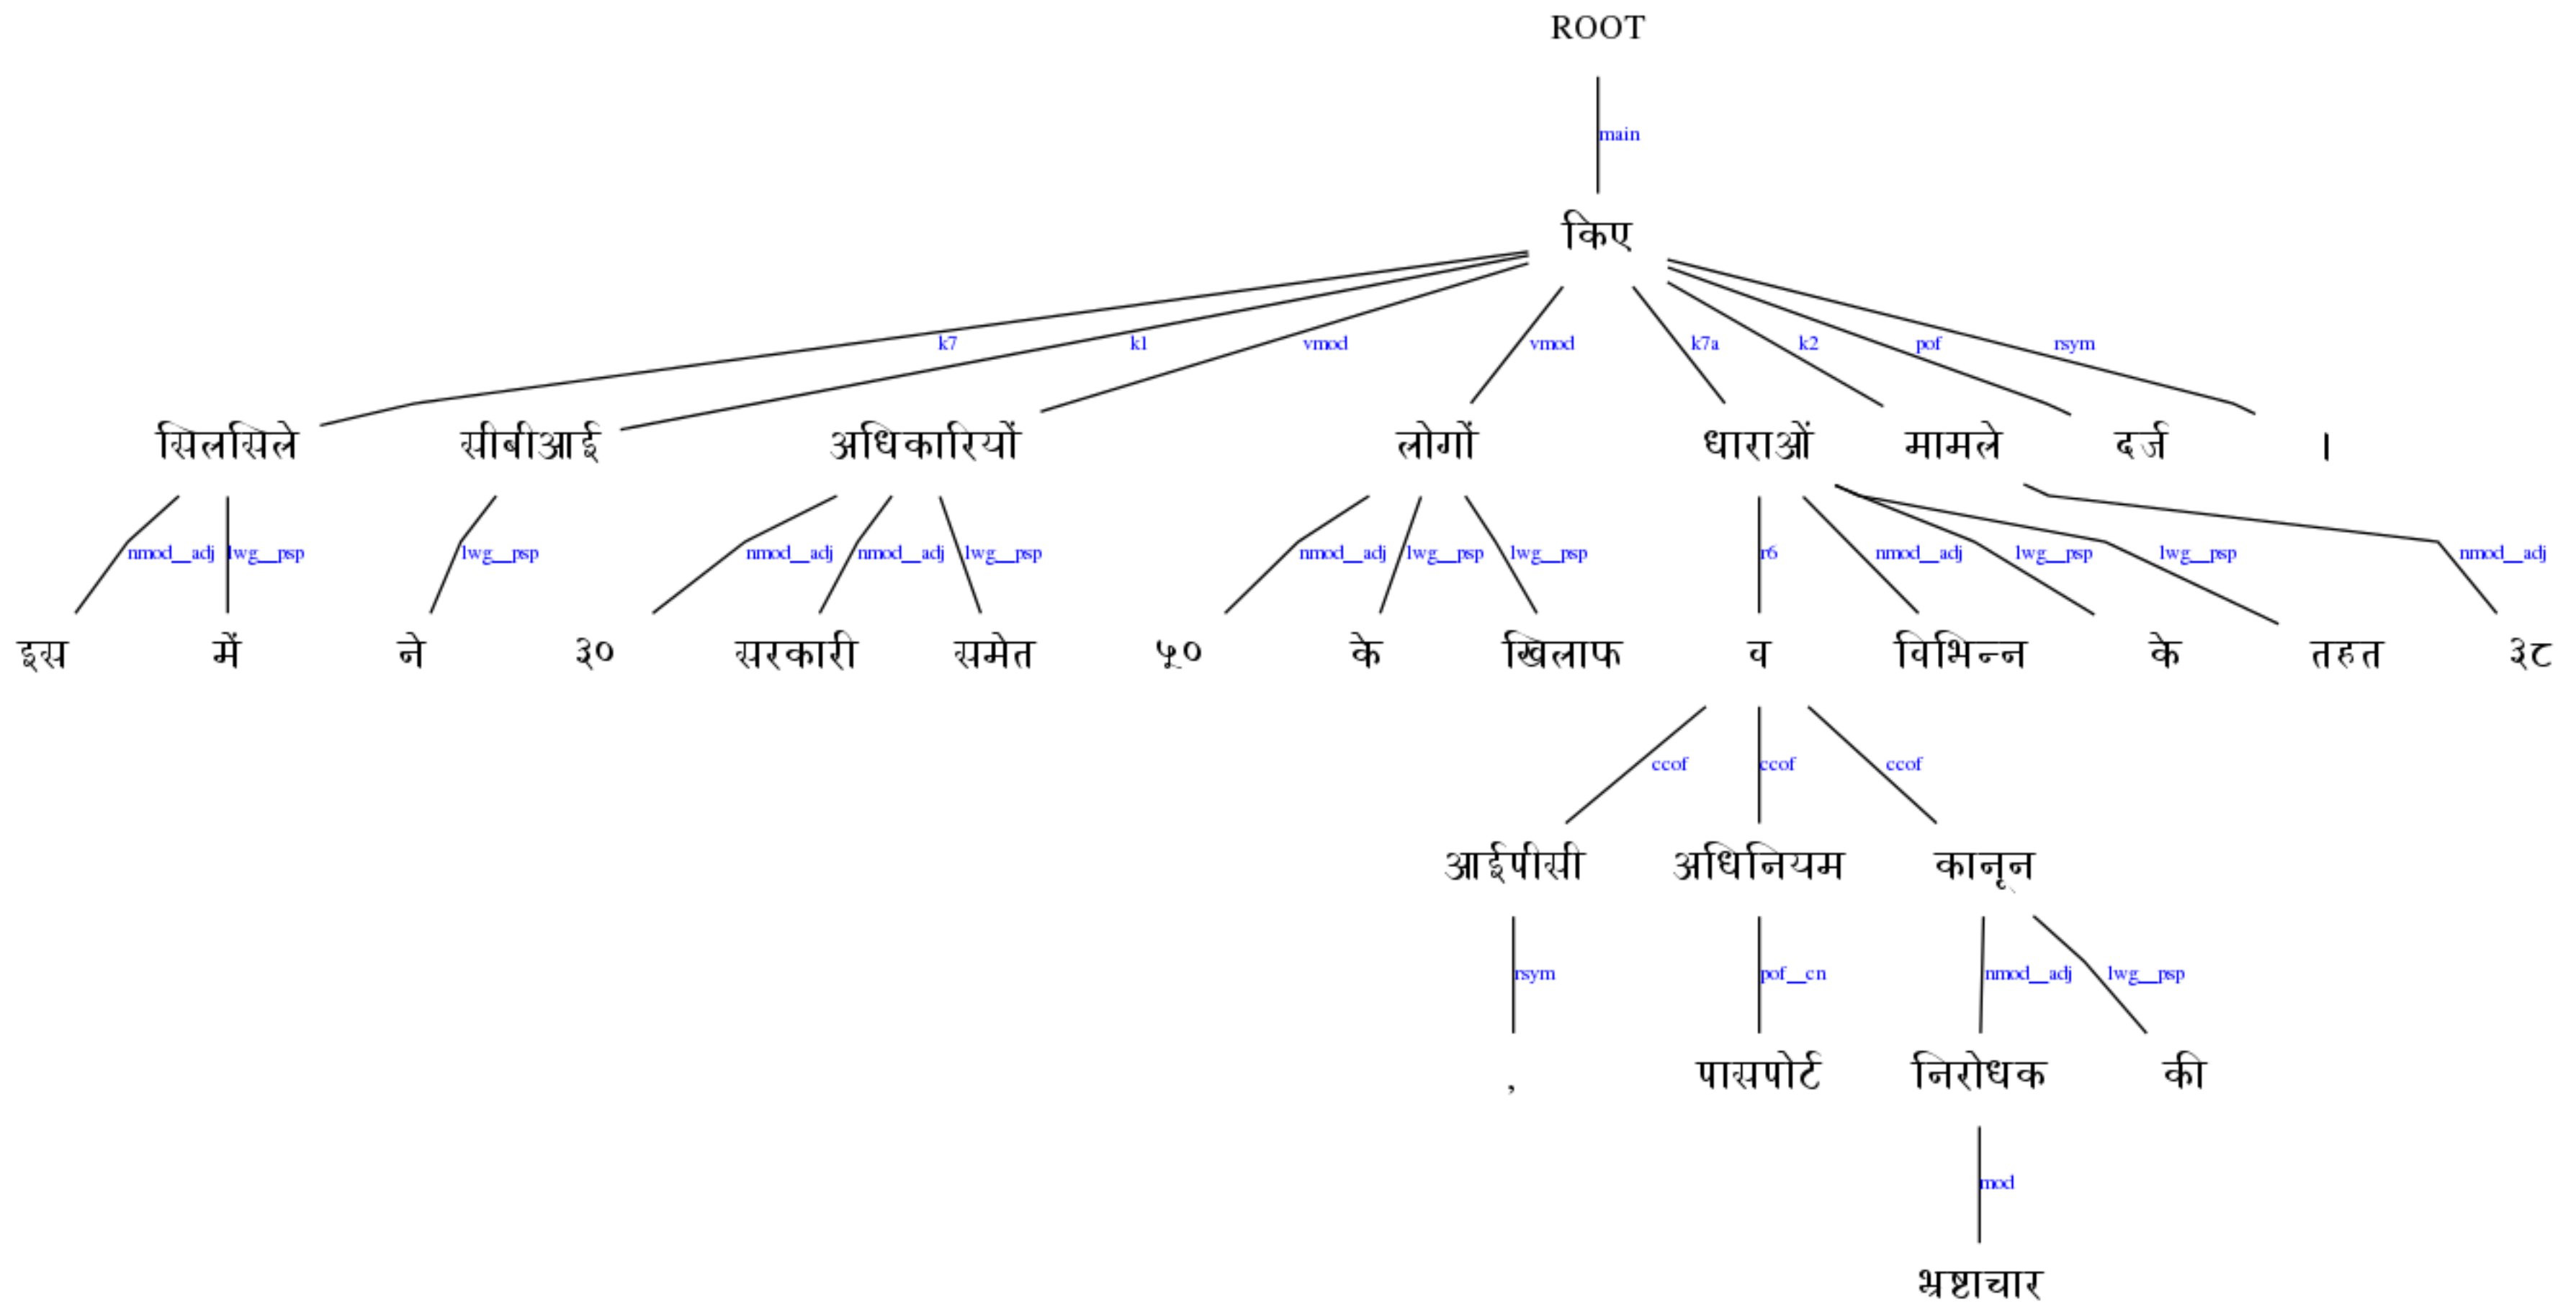 ROOT
main
किए
k7 k1 vmod vmod k7a k2 pof rsym
सिलसिले सीबीआई अधिकारियों लोगों धाराओं मामले दर्ज ।
nmod__adj lwg__psp lwg__psp nmod__adj nmod__adj lwg__psp nmod__adj lwg__psp lwg__psp r6 nmod__adj lwg__psp lwg__psp nmod__adj
इस में ने ३० सरकारी समेत ५० के खिलाफ व विभिन्न के तहत ३८
ccof ccof ccof
आईपीसी अधिनियम कानून
rsym pof__cn nmod__adj lwg__psp
, पासपोर्ट निरोधक की
mod
भ्रष्टाचार